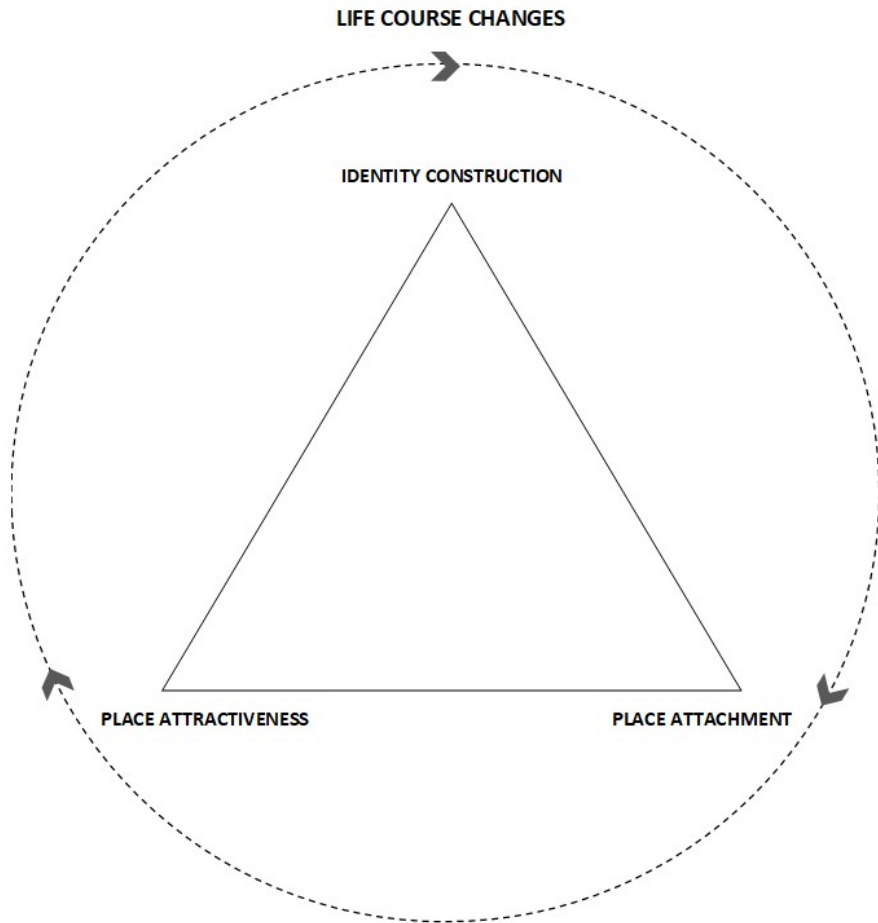 LIFE COURSE CHANGES
IDENTITY CONSTRUCTION
PLACE ATTRACTIVENESS
PLACE ATTACHMENT